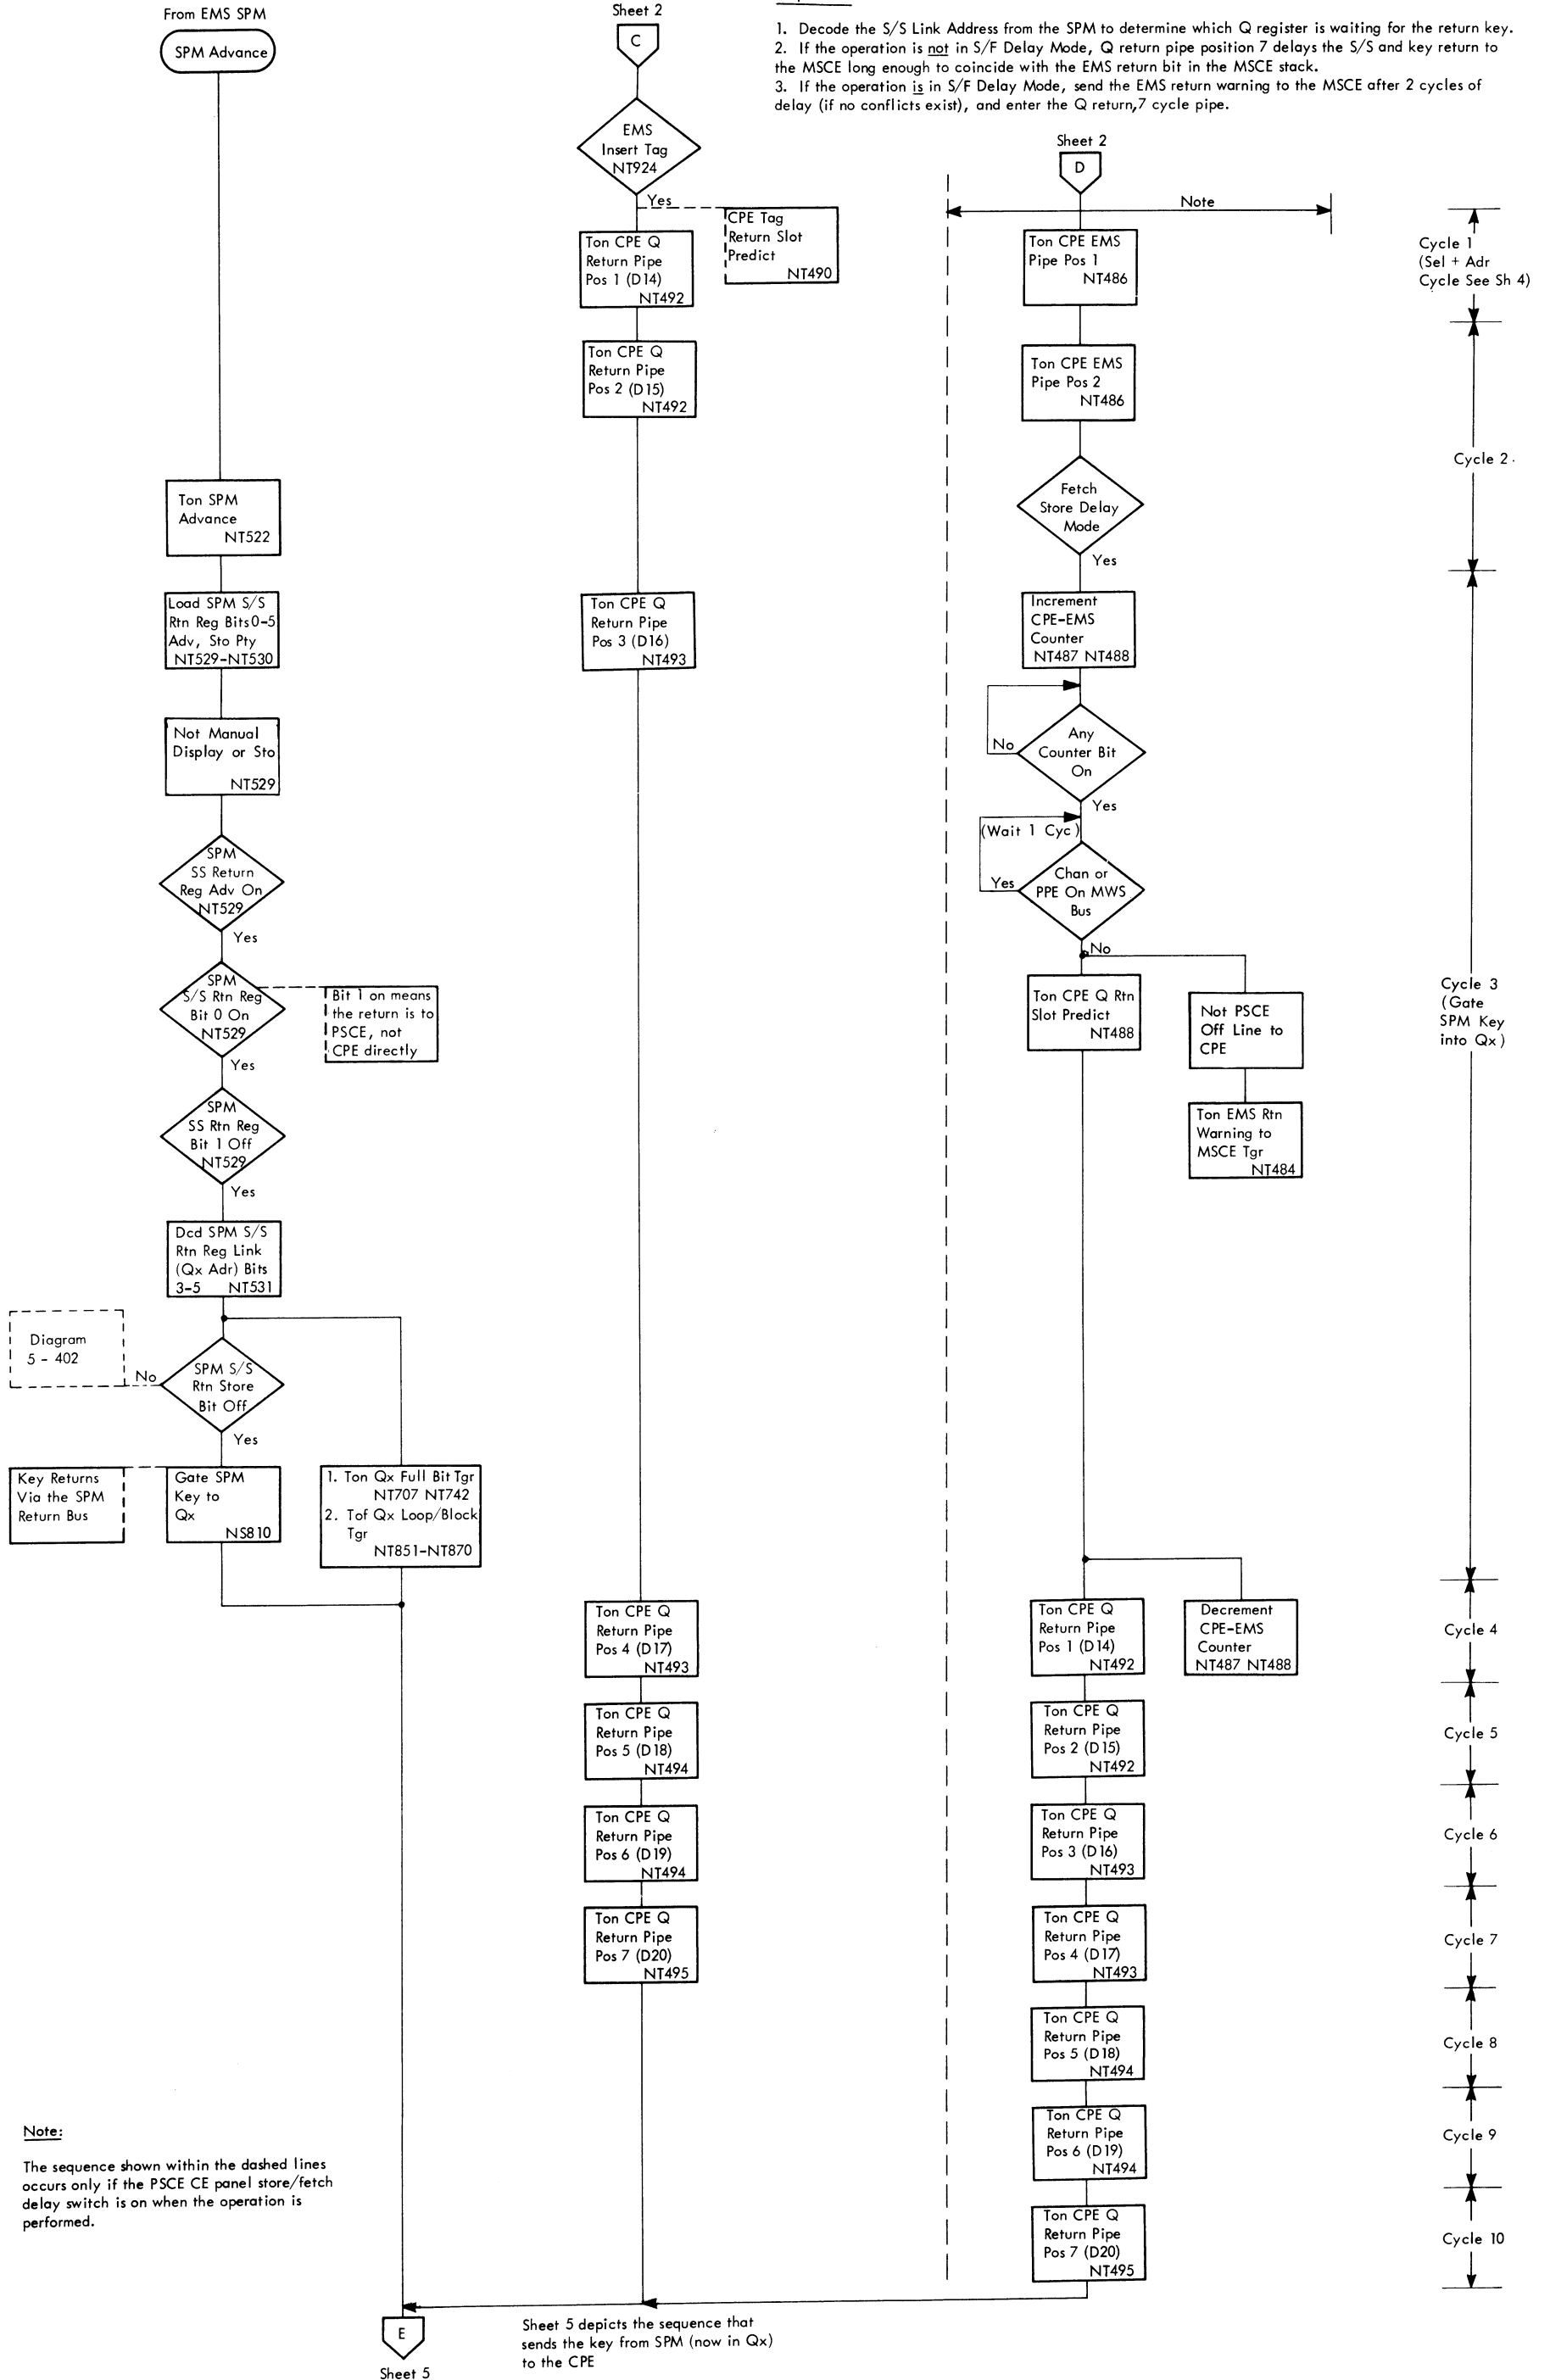 1. Decode the S/S Link Address from the SPM to determine which Q register is waiting for the return key.
2. If the operation is not in S/F Delay Mode, Q return pipe position 7 delays the S/S and key return to
the MSCE long enough to coincide with the EMS return bit in the MSCE stack.
3. If the operation is in S/F Delay Mode, send the EMS return warning to the MSCE after 2 cycles of
delay (if no conflicts exist), and enter the Q return,7 cycle pipe.
From EMS SPM
SPM Advance
Ton SPM
Advance
NT522
Load SPM S/S
Rtn Reg Bits 0-5
Adv, Sto Pty
NT529-NT530
Not Manual
Display or Sto
NT529
SPM
SS Return
Reg Adv On
NT529
Yes
SPM
S/S Rtn Reg
Bit 0 On
NT529
Bit 1 on means
the return is to
PSCE, not
CPE directly
Yes
SPM
SS Rtn Reg
Bit 1 Off
NT529
Yes
Dcd SPM S/S
Rtn Reg Link
(Qx Adr) Bits
3-5 NT531
Diagram
5 - 402
No
SPM S/S
Rtn Store
Bit Off
Yes
Key Returns
Via the SPM
Return Bus
Gate SPM
Key to
Qx
NS810
1. Ton Qx Full Bit Tgr
NT707 NT742
2. Tof Qx Loop/Block
Tgr
NT851-NT870
Sheet 2
C
EMS
Insert Tag
NT924
Yes
CPE Tag
Return Slot
Predict
NT490
Ton CPE Q
Return Pipe
Pos 1 (D14)
NT492
Ton CPE Q
Return Pipe
Pos 2 (D15)
NT492
Ton CPE Q
Return Pipe
Pos 3 (D16)
NT493
Ton CPE Q
Return Pipe
Pos 4 (D17)
NT493
Ton CPE Q
Return Pipe
Pos 5 (D18)
NT494
Ton CPE Q
Return Pipe
Pos 6 (D19)
NT494
Ton CPE Q
Return Pipe
Pos 7 (D20)
NT495
Sheet 2
D
Note
Ton CPE EMS
Pipe Pos 1
NT486
Ton CPE EMS
Pipe Pos 2
NT486
Fetch
Store Delay
Mode
Yes
Increment
CPE-EMS
Counter
NT487 NT488
Any
Counter Bit
On
No
Yes
(Wait 1 Cyc)
Chan or
PPE On MWS
Bus
Yes
No
Ton CPE Q Rtn
Slot Predict
NT488
Not PSCE
Off Line to
CPE
Ton EMS Rtn
Warning to
MSCE Tgr
NT484
Ton CPE Q
Return Pipe
Pos 1 (D14)
NT492
Decrement
CPE-EMS
Counter
NT487 NT488
Ton CPE Q
Return Pipe
Pos 2 (D15)
NT492
Ton CPE Q
Return Pipe
Pos 3 (D16)
NT493
Ton CPE Q
Return Pipe
Pos 4 (D17)
NT493
Ton CPE Q
Return Pipe
Pos 5 (D18)
NT494
Ton CPE Q
Return Pipe
Pos 6 (D19)
NT494
Ton CPE Q
Return Pipe
Pos 7 (D20)
NT495
Cycle 1
(Sel + Adr
Cycle See Sh 4)
Cycle 2
Cycle 3
(Gate
SPM Key
into Qx)
Cycle 4
Cycle 5
Cycle 6
Cycle 7
Cycle 8
Cycle 9
Cycle 10
Note:
The sequence shown within the dashed lines
occurs only if the PSCE CE panel store/fetch
delay switch is on when the operation is
performed.
E
Sheet 5
Sheet 5 depicts the sequence that
sends the key from SPM (now in Qx)
to the CPE